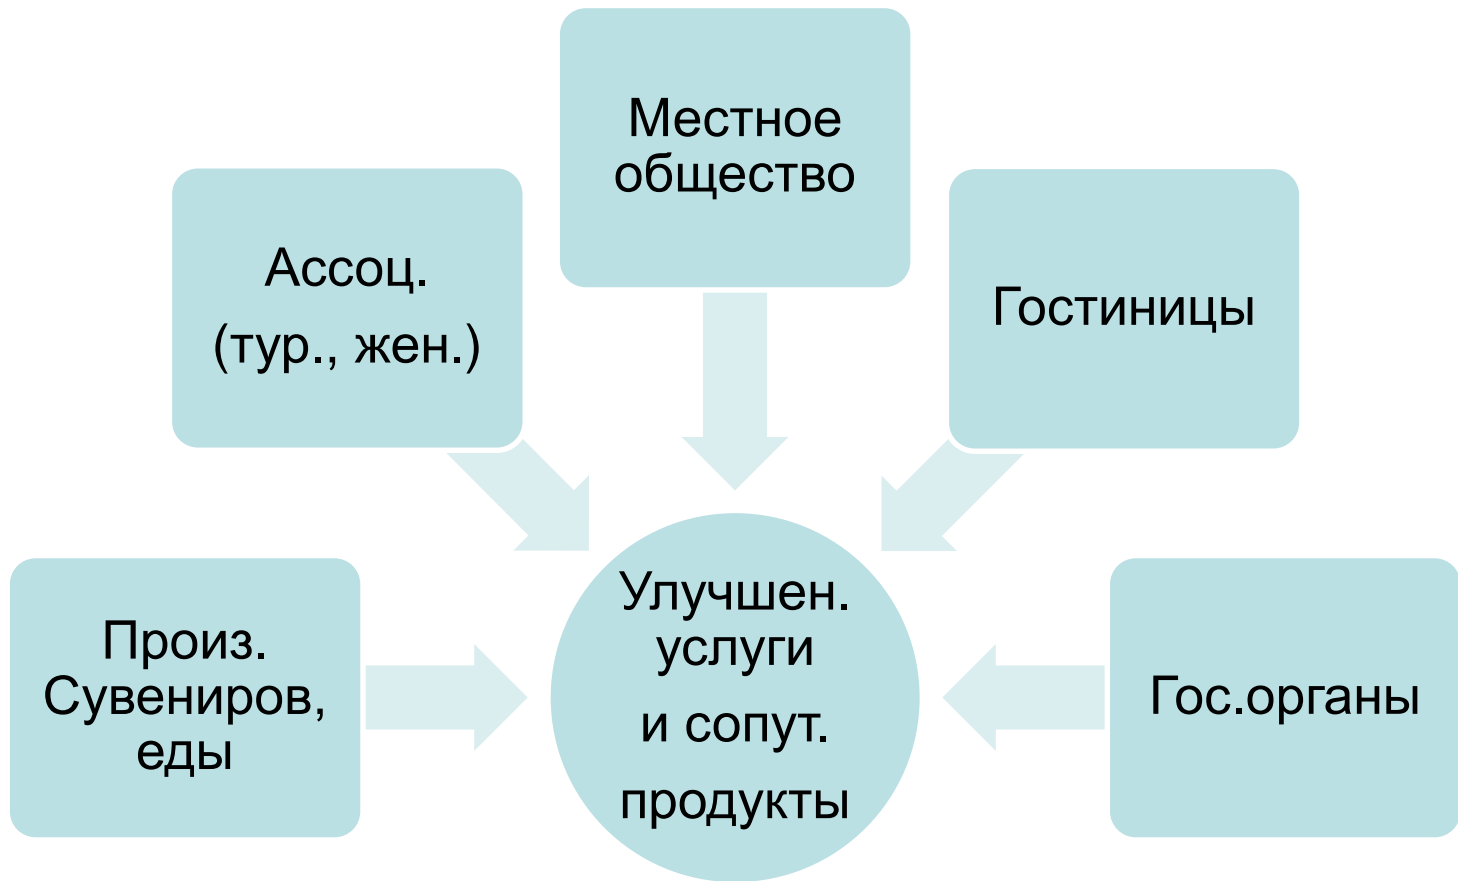 Местное
общество
Ассоц.
(тур., жен.)
Гостиницы
Произ.
Сувениров,
еды
Улучшен.
услуги
и сопут.
продукты
Гос.органы